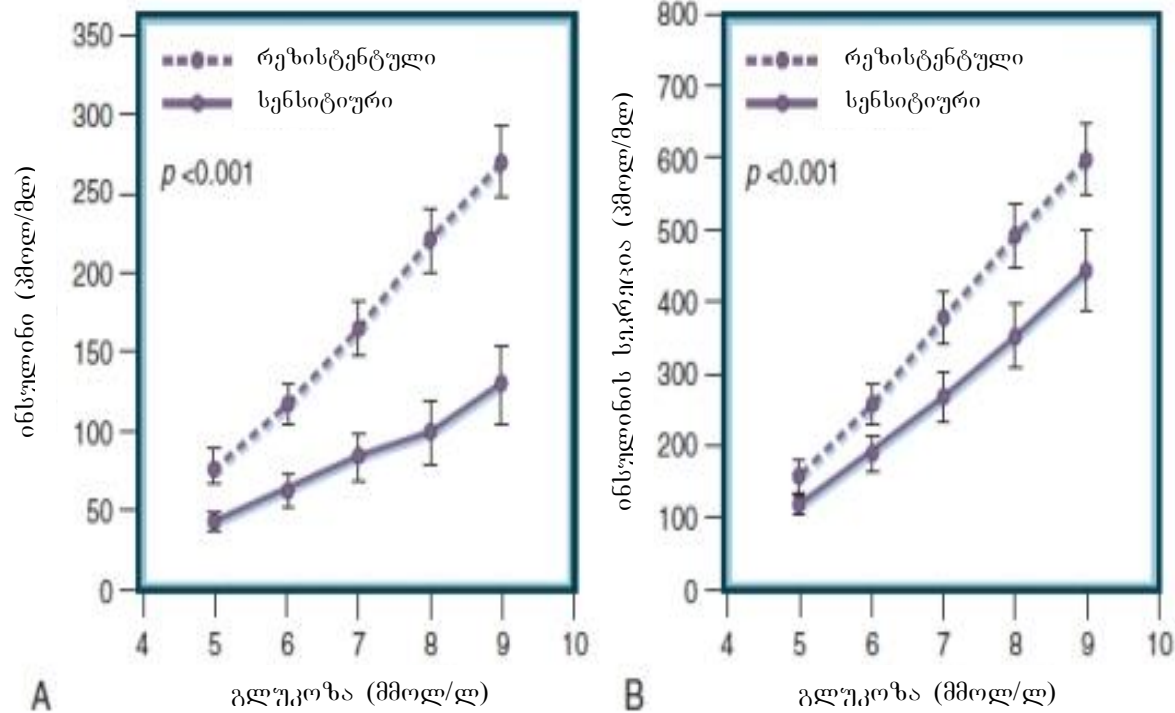 350
300
250
200
150
100
50
0
ინსულინი (პმოლ/მლ)
რეზისტენტული
სენსიტიური
p <0.001
4 5 6 7 8 9 10
A
გლუკოზა (მმოლ/ლ)
800
700
600
500
400
300
200
100
0
ინსულინის სეკრეცია (პმოლ/მლ)
რეზისტენტული
სენსიტიური
p <0.001
4 5 6 7 8 9 10
B
გლუკოზა (მმოლ/ლ)